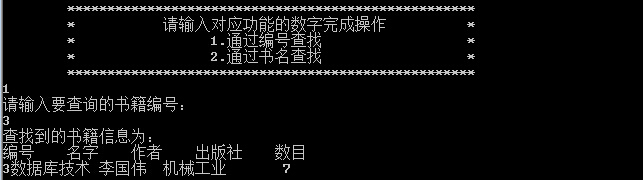 ***************************************************
* 请输入对应功能的数字完成操作 *
* 1.通过编号查找 *
* 2.通过书名查找 *
***************************************************
1
请输入要查询的书籍编号:
3
查找到的书籍信息为:
编号 名字 作者 出版社 数目
3数据库技术 李国伟 机械工业 7